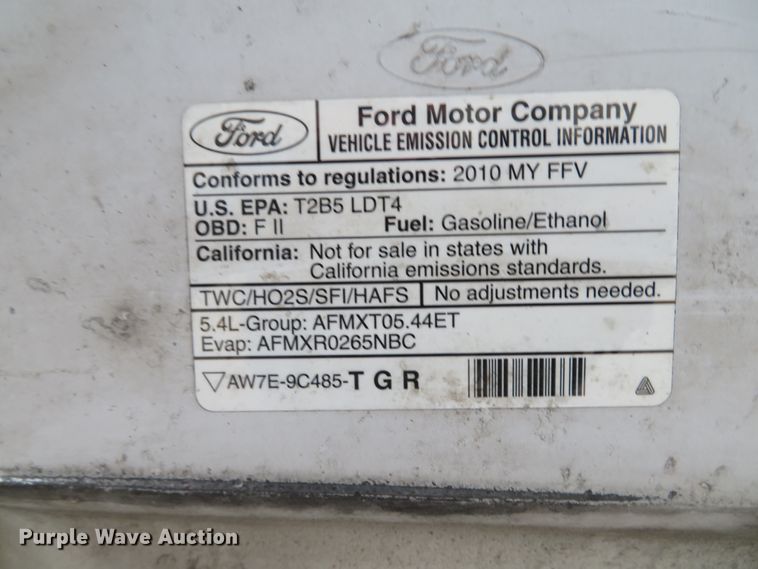 Ford
Ford
Ford Motor Company
VEHICLE EMISSION CONTROL INFORMATION
Conforms to regulations: 2010 MY FFV
U.S. EPA: T2B5 LDT4
OBD: F II Fuel: Gasoline/Ethanol
California: Not for sale in states with
California emissions standards.
TWC/HO2S/SFI/HAFS No adjustments needed.
5.4L-Group: AFMXT05.44ET
Evap: AFMXR0265NBC
AW7E-9C485-T G R
Purple Wave Auction